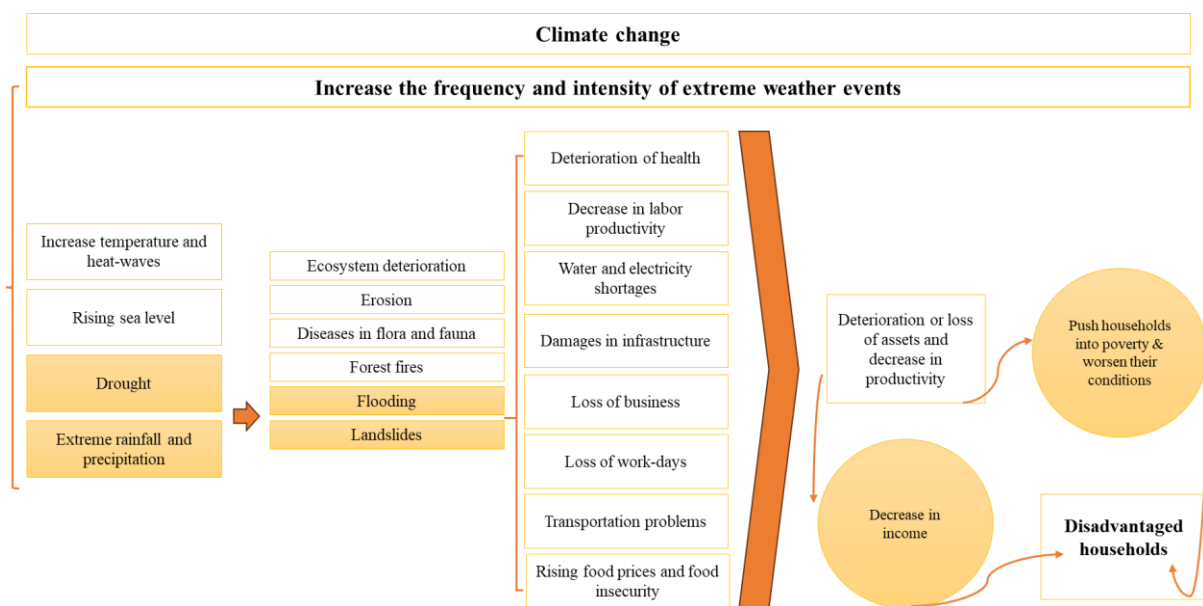 Climate change
Increase the frequency and intensity of extreme weather events
Increase temperature and
heat-waves
Rising sea level
Drought
Extreme rainfall and
precipitation
Ecosystem deterioration
Erosion
Diseases in flora and fauna
Forest fires
Flooding
Landslides
Deterioration of health
Decrease in labor
productivity
Water and electricity
shortages
Damages in infrastructure
Loss of business
Loss of work-days
Transportation problems
Rising food prices and food
insecurity
Deterioration or loss
of assets and
decrease in
productivity
Push households
into poverty &
worsen their
conditions
Decrease in
income
Disadvantaged
households